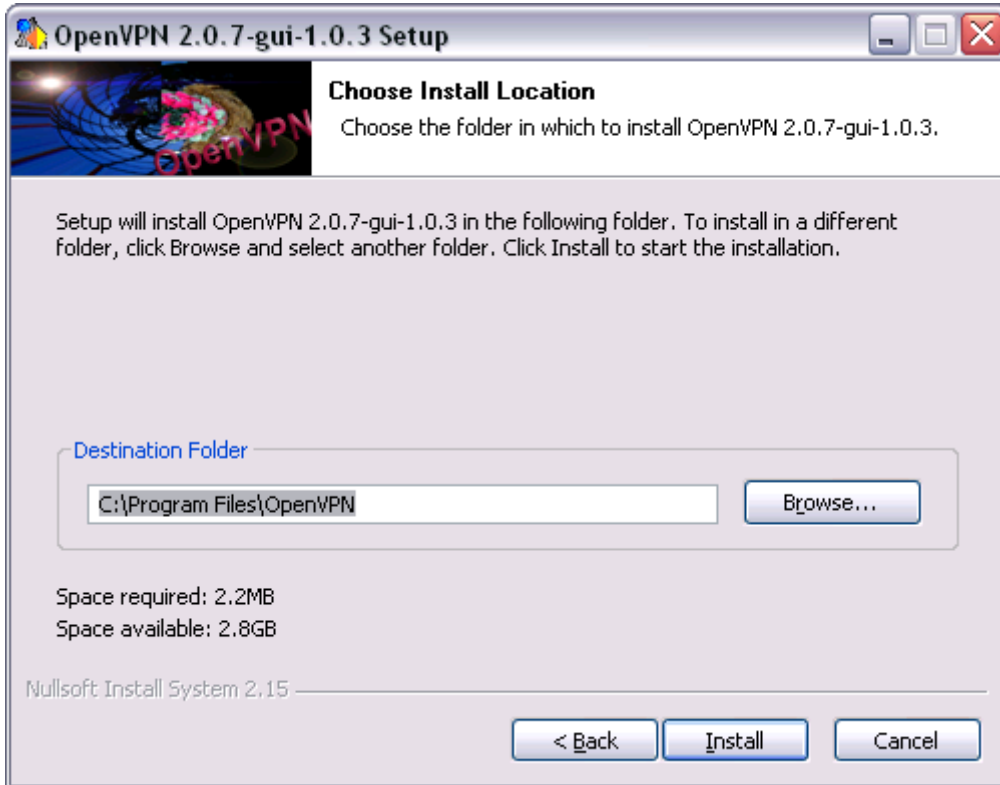 OpenVPN 2.0.7-gui-1.0.3 Setup
OpenVPN
Choose Install Location
Choose the folder in which to install OpenVPN 2.0.7-gui-1.0.3.
Setup will install OpenVPN 2.0.7-gui-1.0.3 in the following folder. To install in a different
folder, click Browse and select another folder. Click Install to start the installation.
Destination Folder
C:\Program Files\OpenVPN
Browse...
Space required: 2.2MB
Space available: 2.8GB
Nullsoft Install System 2.15
< Back
Install
Cancel